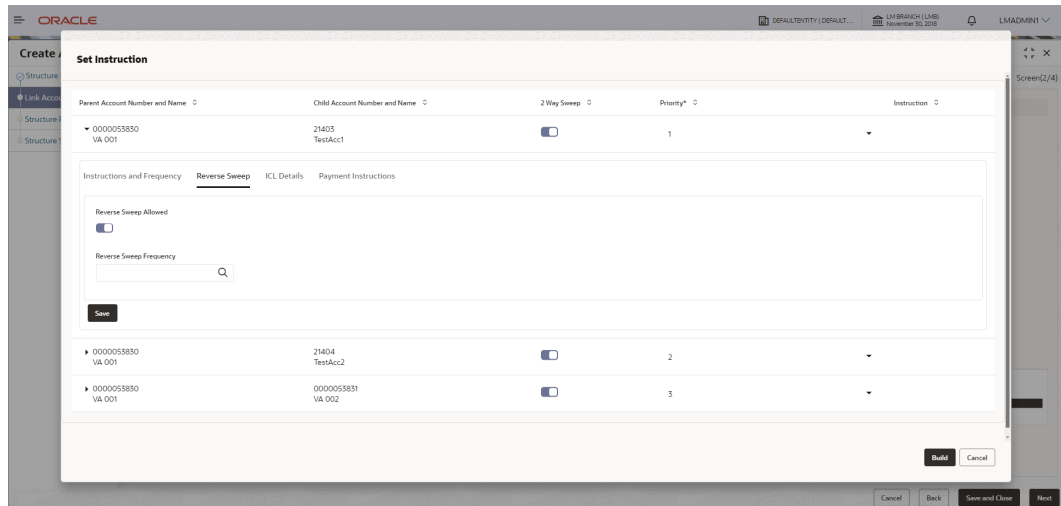 ORACLE
DEFAULTENTITY ( DEFAULT....
LM BRANCH ( LMB)
November 30, 2018
LMADMIN1
Create
Screen(2/4)
Structure
Link
Structure
Structure
Set Instruction
Parent Account Number and Name
Child Account Number and Name
2 Way Sweep
Priority*
Instruction
0000053830
VA 001
21403
TestAcc1
1
Instructions and Frequency
Reverse Sweep
ICL Details
Payment Instructions
Reverse Sweep Allowed
Reverse Sweep Frequency
Save
0000053830
VA 001
21404
TestAcc2
2
0000053830
VA 001
0000053831
VA 002
3
Build
Cancel
Cancel
Back
Save and Close
Next